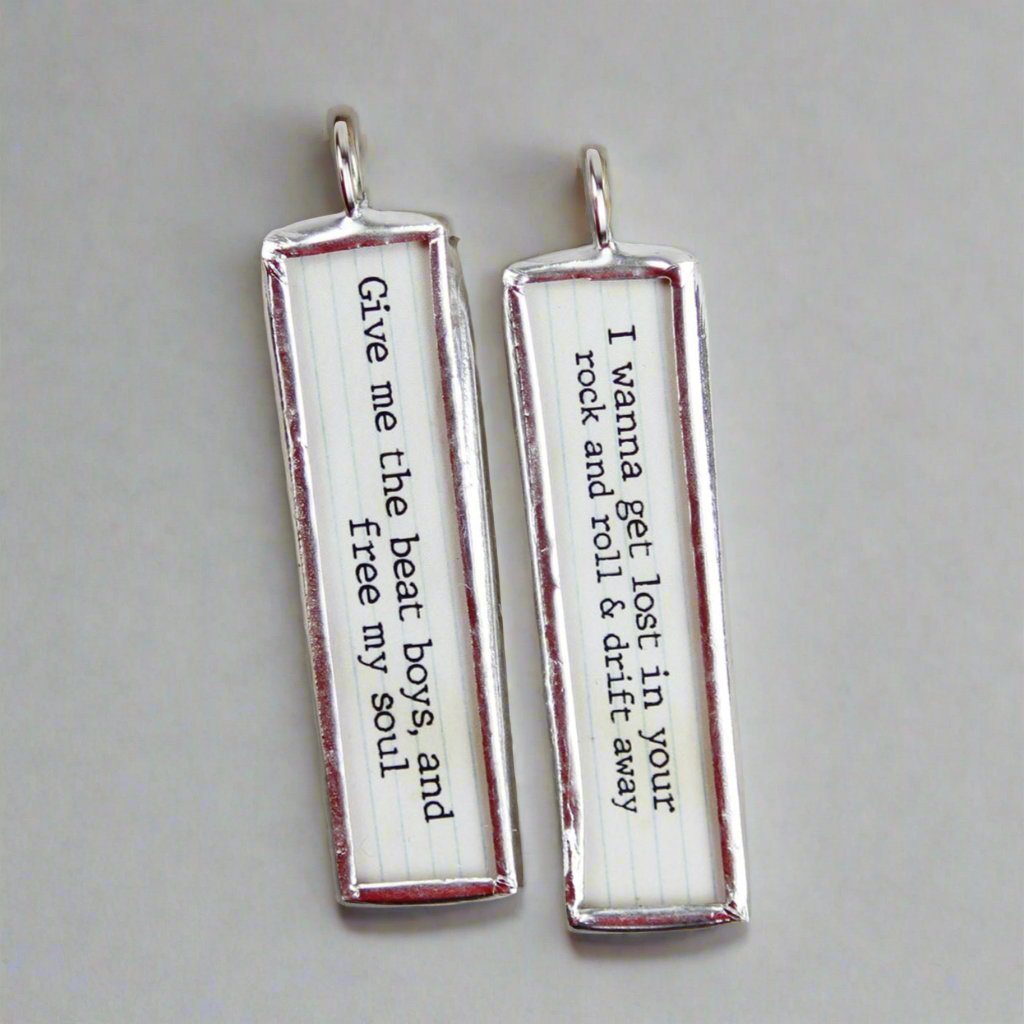 Give me the beat boys, and
free my soul
I wanna get lost in your
rock and roll & drift away